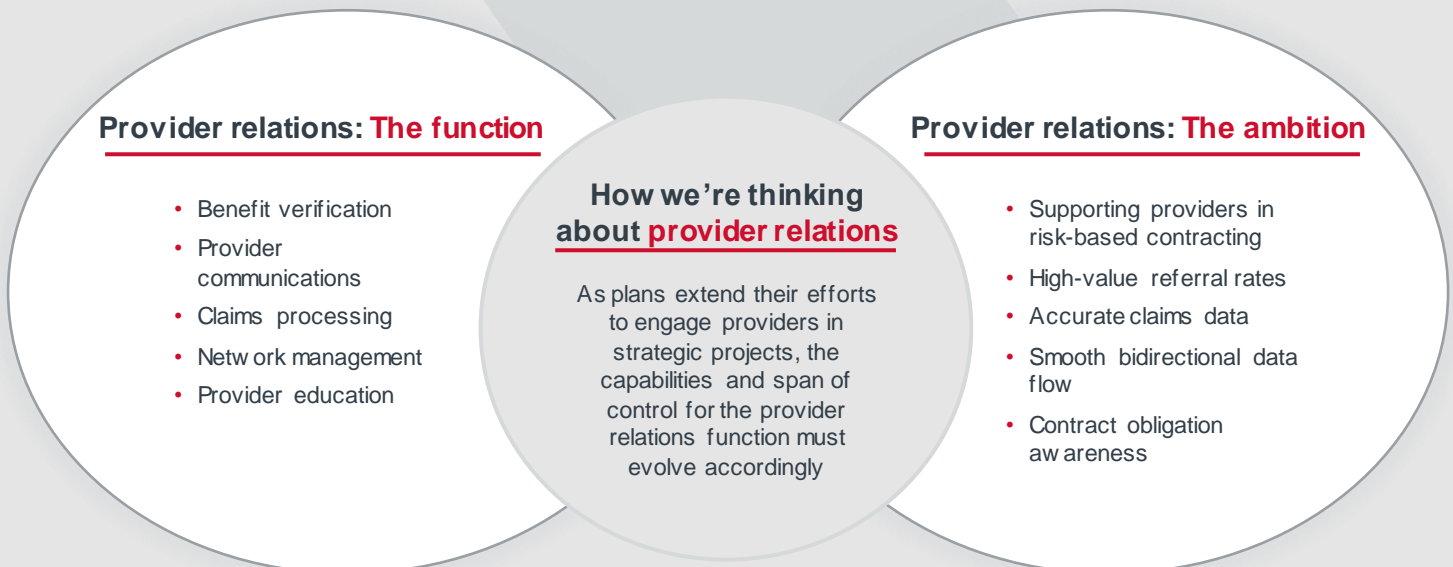 Provider relations: The function
• Benefit verification
• Provider
communications
• Claims processing
• Network management
• Provider education
How we’re thinking
about provider relations
As plans extend their efforts
to engage providers in
strategic projects, the
capabilities and span of
control for the provider
relations function must
evolve accordingly
Provider relations: The ambition
• Supporting providers in
risk-based contracting
• High-value referral rates
• Accurate claims data
• Smooth bidirectional data
flow
• Contract obligation
awareness